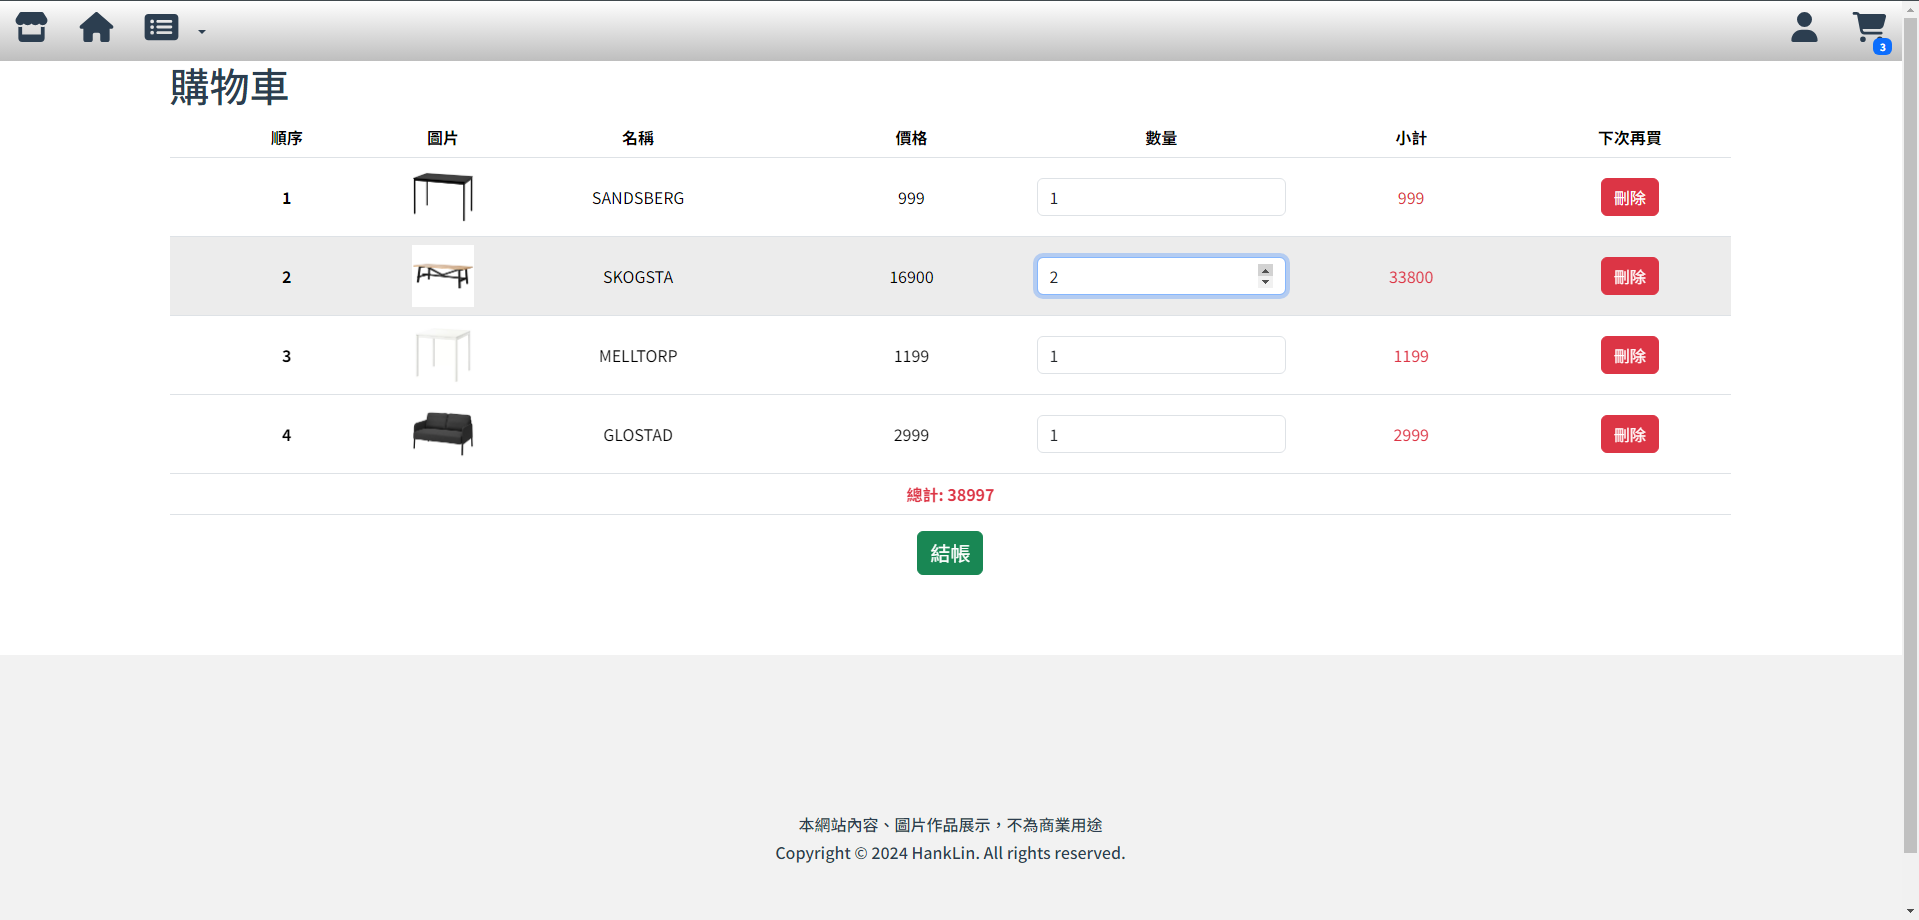 3
購物車
順序 圖片 名稱 價格 數量 小計 下次再買
1 SANDSBERG 999 1 999 刪除
2 SKOGSTA 16900 2 33800 刪除
3 MELLTORP 1199 1 1199 刪除
4 GLOSTAD 2999 1 2999 刪除
總計: 38997
結帳
本網站內容、圖片作品展示，不為商業用途
Copyright © 2024 HankLin. All rights reserved.